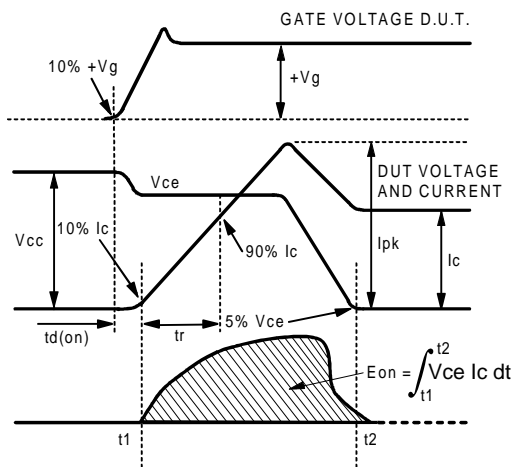 GATE VOLTAGE D.U.T.
10% +Vg
+Vg
Vce
DUT VOLTAGE
AND CURRENT
Vcc
10% Ic
90% Ic
Ipk
Ic
td(on)
tr
5% Vce
Eon = ∫ Vce Ic dt
t2
t1
t1
t2